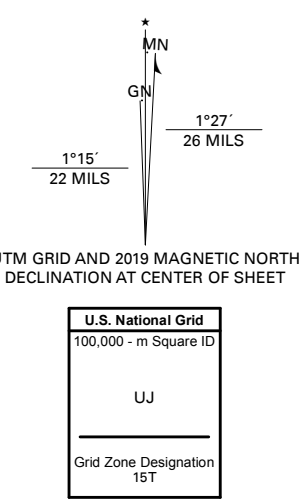 MN
GN
1°27´
26 MILS
1°15´
22 MILS
UTM GRID AND 2019 MAGNETIC NORTH
DECLINATION AT CENTER OF SHEET
U.S. National Grid
100,000 - m Square ID
UJ
Grid Zone Designation
15T